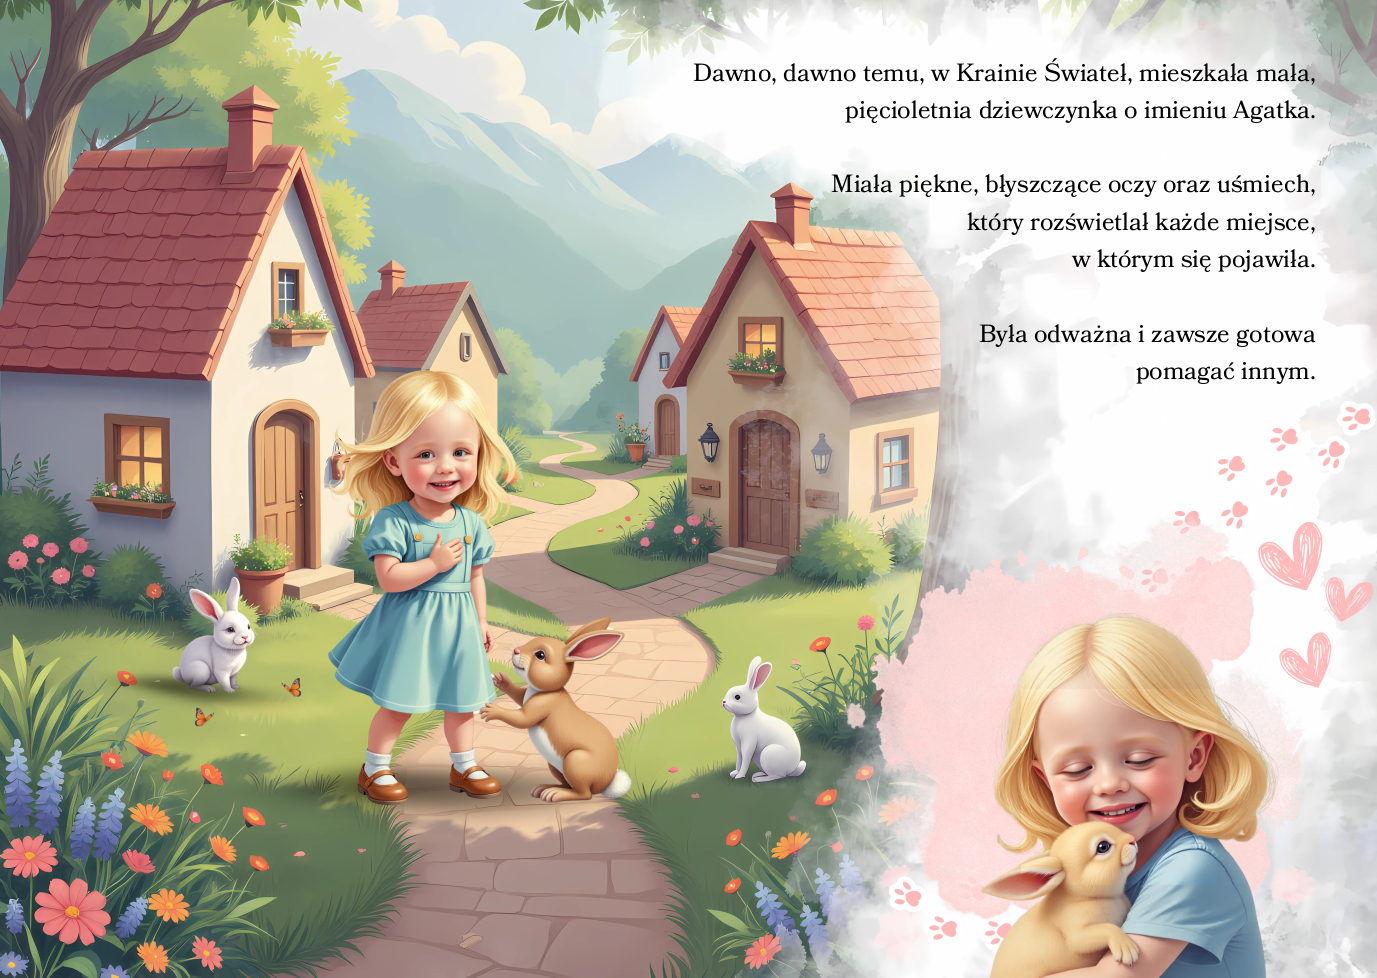 Dawno, dawno temu, w Krainie Świateł, mieszkała mała,
pięcioletnia dziewczynka o imieniu Agatka.
Miała piękne, błyszczące oczy oraz uśmiech,
który rozświetlał każde miejsce,
w którym się pojawiła.
Była odważna i zawsze gotowa
pomagać innym.